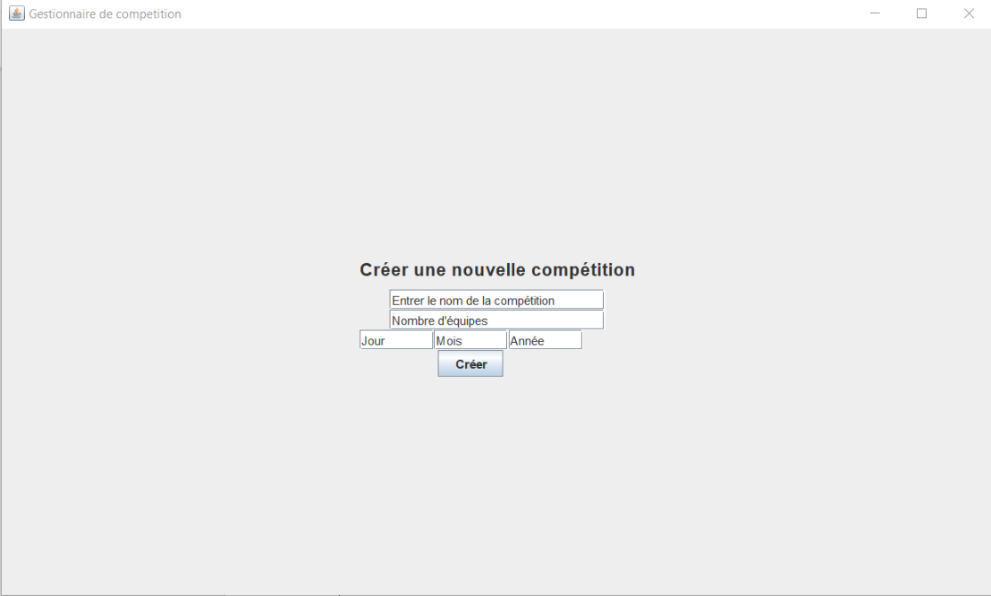 Gestionnaire de competition
Créer une nouvelle compétition
Entrer le nom de la compétition
Nombre d'équipes
Jour Mois Année
Créer